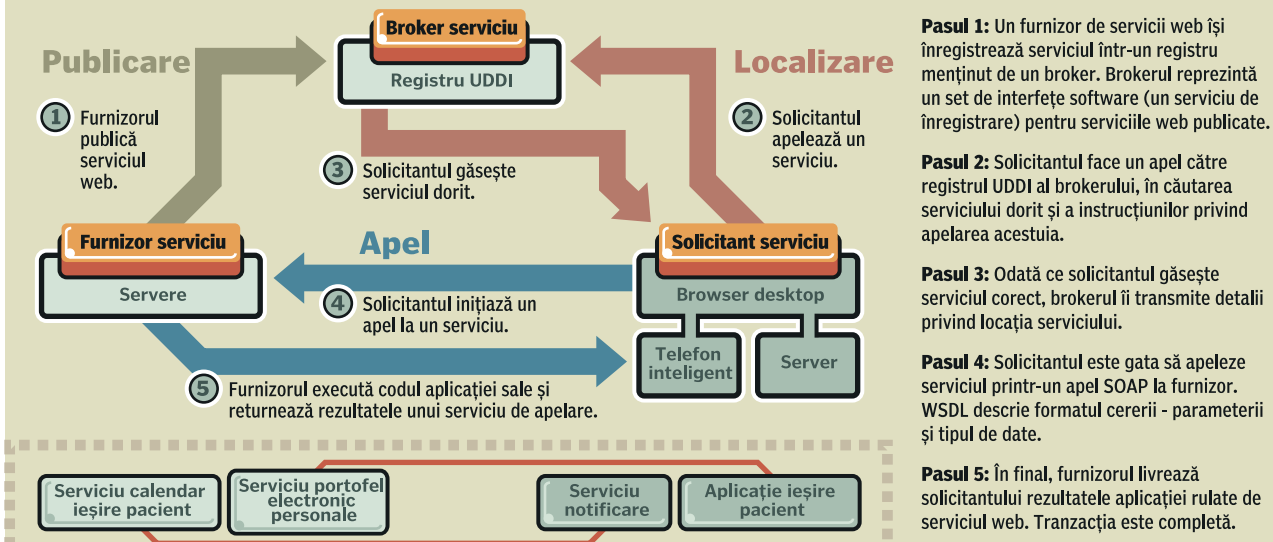 Broker serviciu
Registru UDDI
Publicare
Localizare
1 Furnizorul
publică
serviciul
web.
2 Solicitantul
apelează un
serviciu.
3 Solicitantul găsește
serviciul dorit.
Furnizor serviciu
Servere
Apel
Solicitant serviciu
Browser desktop
4 Solicitantul inițiază un
apel la un serviciu.
Telefon
inteligent
Server
5 Furnizorul execută codul aplicației sale și
returnează rezultatele unui serviciu de apelare.
Serviciu calendar
ieșire pacient
Serviciu portofel
electronic
personale
Serviciu
notificare
Aplicație ieșire
pacient
Pasul 1: Un furnizor de servicii web își
înregistrează serviciul într-un registru
menținut de un broker. Brokerul reprezintă
un set de interfețe software (un serviciu de
înregistrare) pentru serviciile web publicate.
Pasul 2: Solicitantul face un apel către
registrul UDDI al brokerului, în căutarea
serviciului dorit și a instrucțiunilor privind
apelarea acestuia.
Pasul 3: Odată ce solicitantul găsește
serviciul corect, brokerul îi transmite detalii
privind locația serviciului.
Pasul 4: Solicitantul este gata să apeleze
serviciul printr-un apel SOAP la furnizor.
WSDL descrie formatul cererii - parameterii
și tipul de date.
Pasul 5: În final, furnizorul livrează
solicitantului rezultatele aplicației rulate de
serviciul web. Tranzacția este completă.